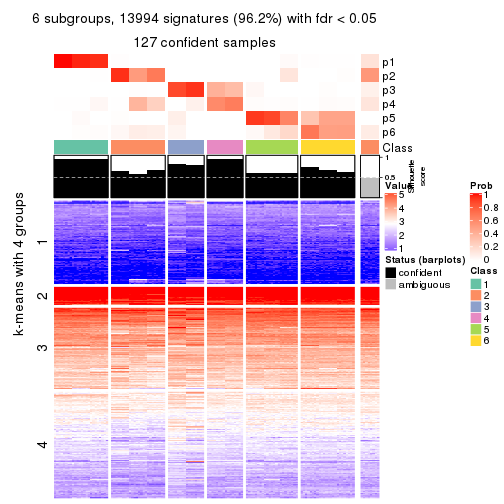 6 subgroups, 13994 signatures (96.2%) with fdr < 0.05
127 confident samples
p1
p2
p3
p4
p5
p6
Class
1
0.5
0
Silhouette
score
k-means with 4 groups
1
2
3
4
Value
5
4
3
2
1
Status (barplots)
confident
ambiguous
Prob
1
0.8
0.6
0.4
0.2
0
Class
1
2
3
4
5
6